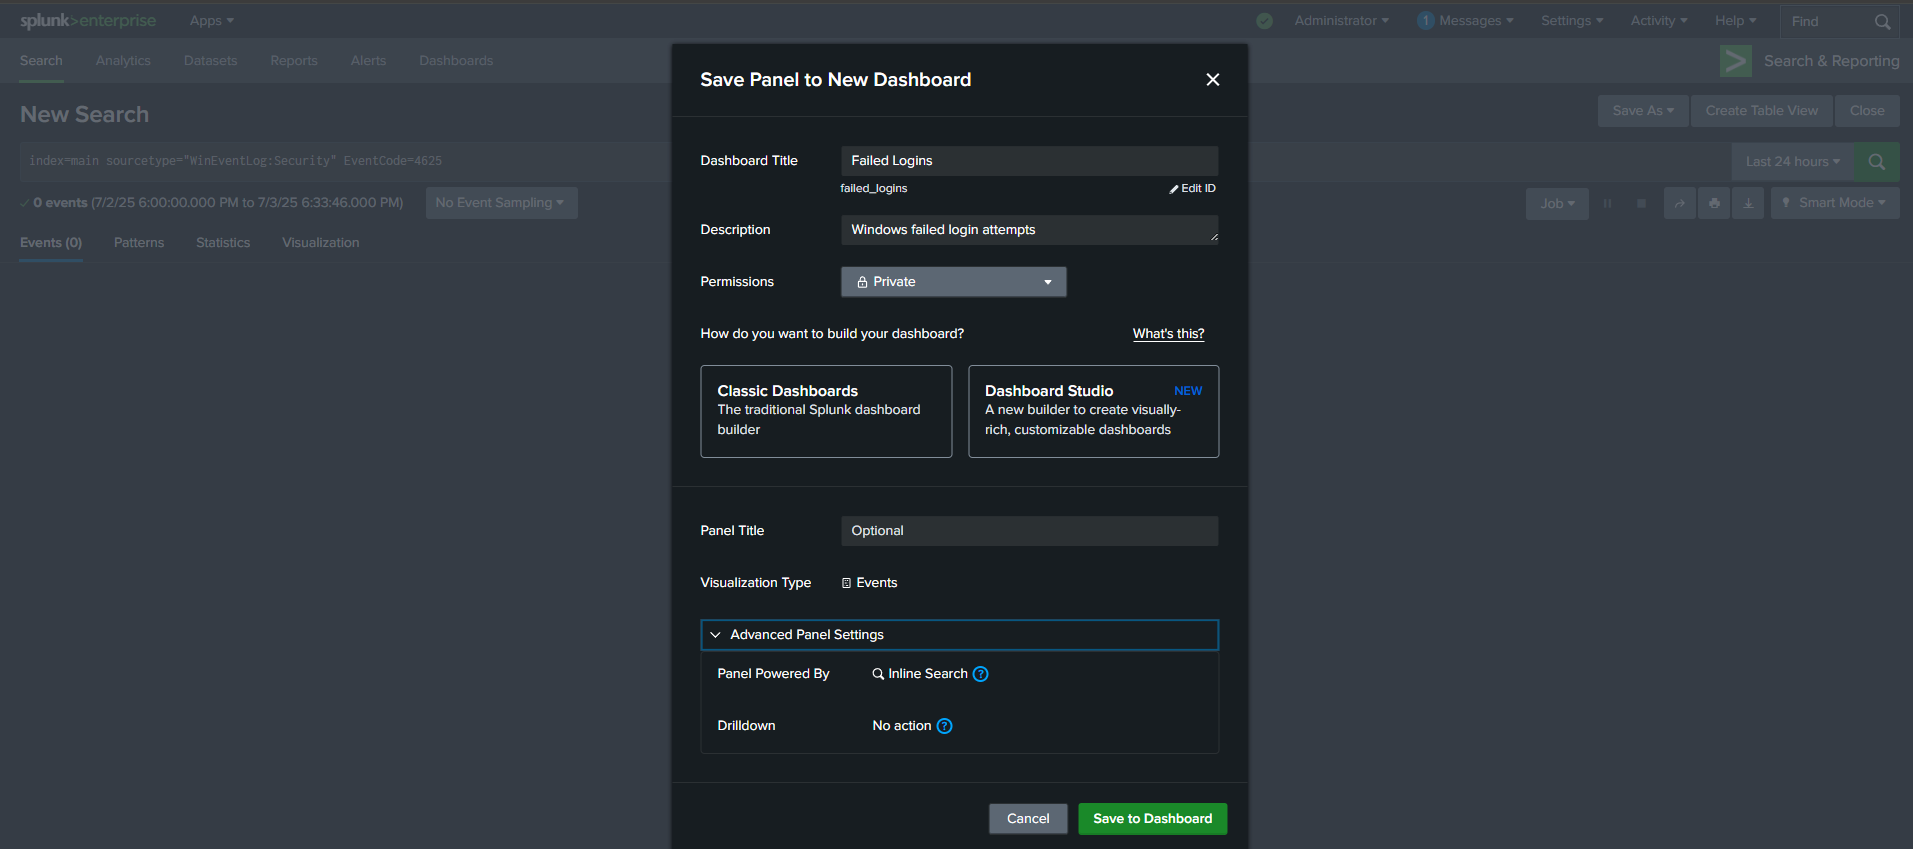 splunk>enterprise Apps Administrator 1 Messages Settings Activity Help Find
Search Analytics Datasets Reports Alerts Dashboards Search & Reporting
New Search Save As Create Table View Close
index=main sourcetype="WinEventLog:Security" EventCode=4625 Last 24 hours
0 events (7/2/25 6:00:00.000 PM to 7/3/25 6:33:46.000 PM) No Event Sampling Job Smart Mode
Events (0) Patterns Statistics Visualization
Save Panel to New Dashboard
Dashboard Title Failed Logins
failed_logins Edit ID
Description Windows failed login attempts
Permissions Private
How do you want to build your dashboard? What's this?
Classic Dashboards
The traditional Splunk dashboard
builder
Dashboard Studio NEW
A new builder to create visually-
rich, customizable dashboards
Panel Title Optional
Visualization Type Events
Advanced Panel Settings
Panel Powered By Inline Search ?
Drilldown No action ?
Cancel Save to Dashboard